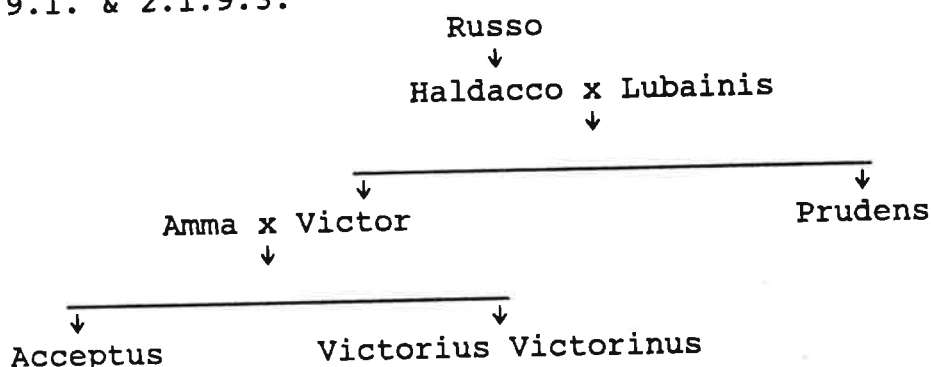 9.1. & 2.1.9.3.
Russo
Haldacco x Lubainis
Amma x Victor
Prudens
Acceptus
Victorius Victorinus